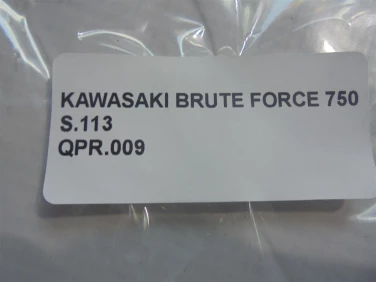 KAWASAKI BRUTE FORCE 750
S.113
QPR.009